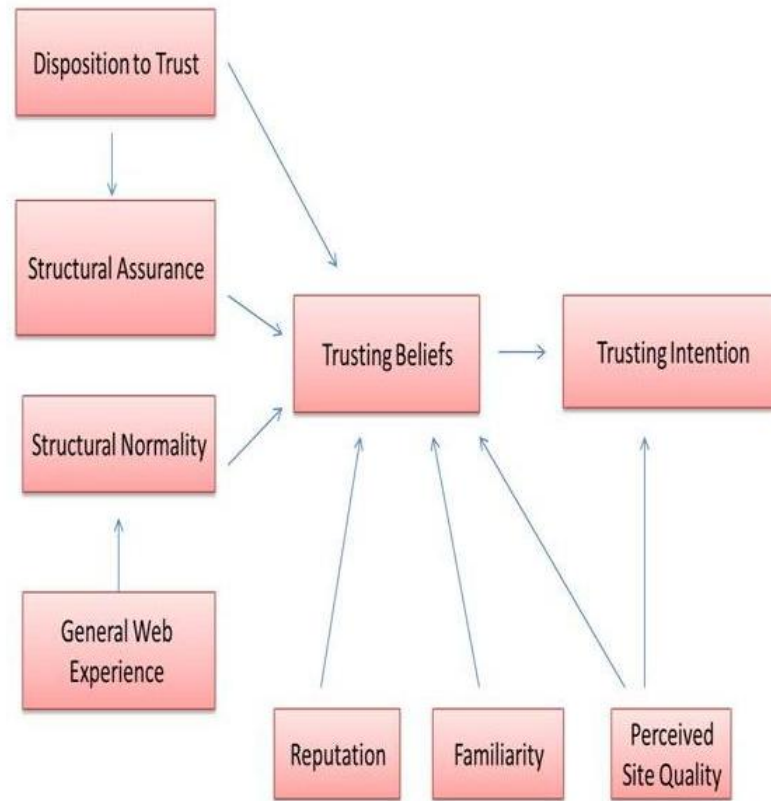 Disposition to Trust
Structural Assurance
Trusting Beliefs
Trusting Intention
Structural Normality
General Web
Experience
Reputation
Familiarity
Perceived
Site Quality